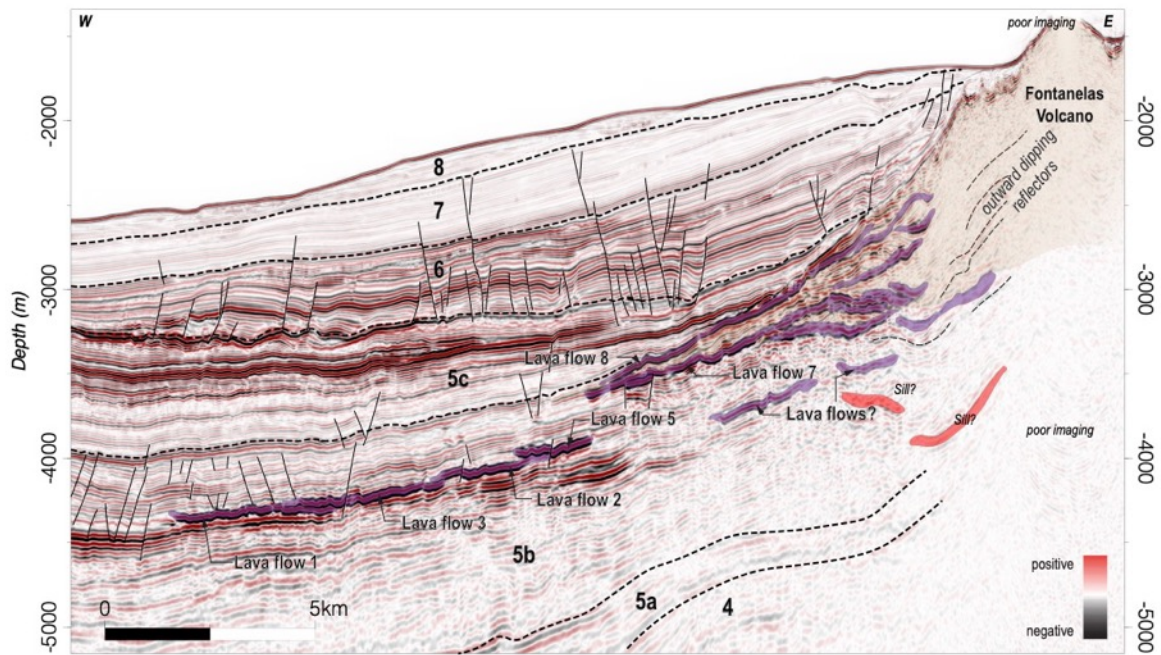 W
poor imaging
E
Fontanelas
Volcano
outward dipping
reflectors
Depth (m)
-2000
-3000
-4000
-5000
-2000
-3000
-4000
-5000
8
7
6
Lava flow 8
5c
Lava flow 7
Lava flow 5
Lava flows?
Sill?
Sill?
poor imaging
Lava flow 2
Lava flow 3
Lava flow 1
5b
5a
4
0
5km
positive
negative